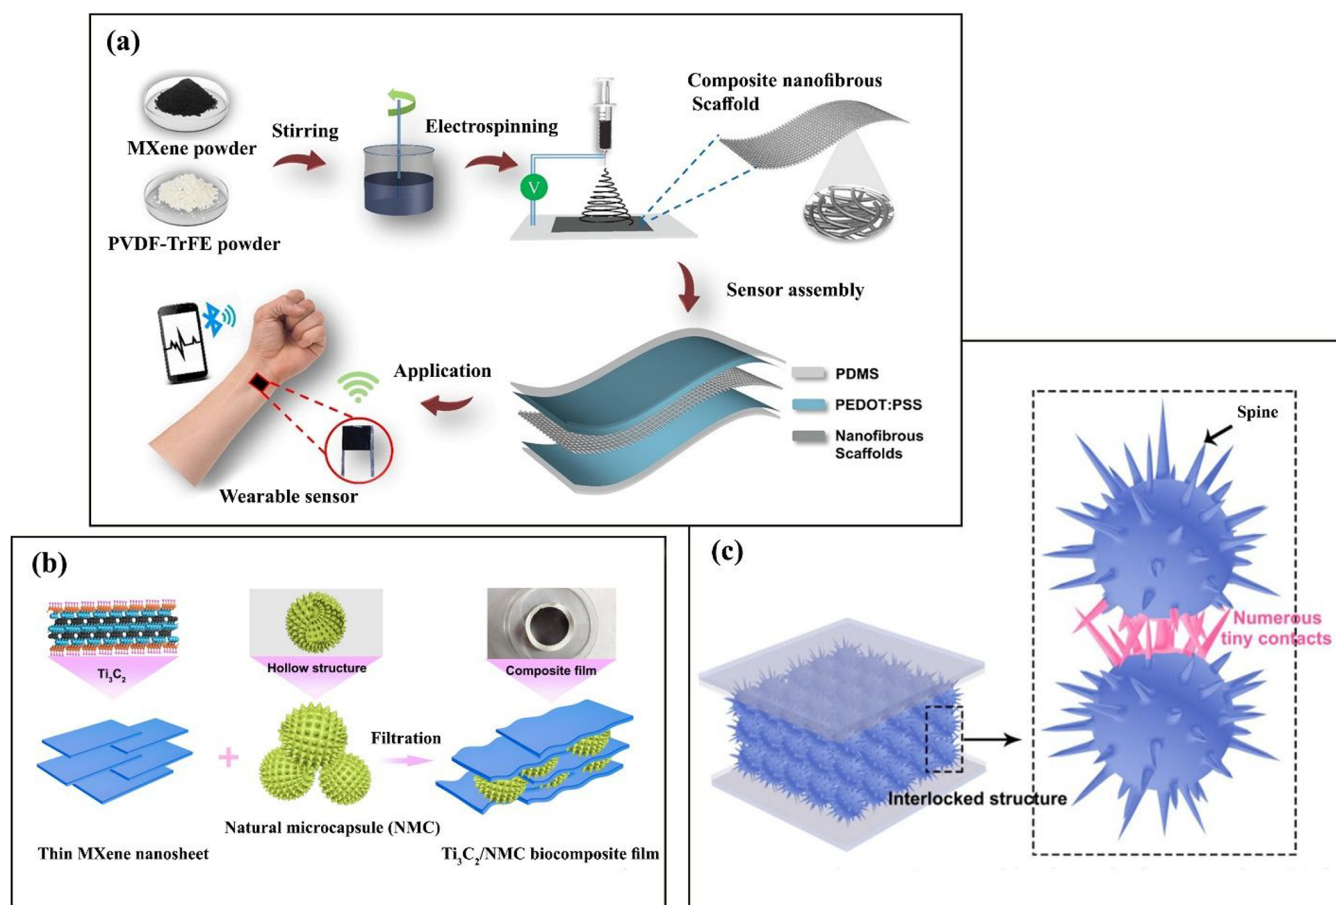 (a)
MXene powder
PVDF-TrFE powder
Stirring
Electrospinning
V
Composite nanofibrous
Scaffold
Sensor assembly
PDMS
PEDOT:PSS
Nanofibrous
Scaffolds
Application
Wearable sensor
(b)
Ti₃C₂
Hollow structure
Composite film
Filtration
Natural microcapsule (NMC)
Thin MXene nanosheet
Ti₃C₂/NMC biocomposite film
(c)
Spine
Numerous
tiny contacts
Interlocked structure